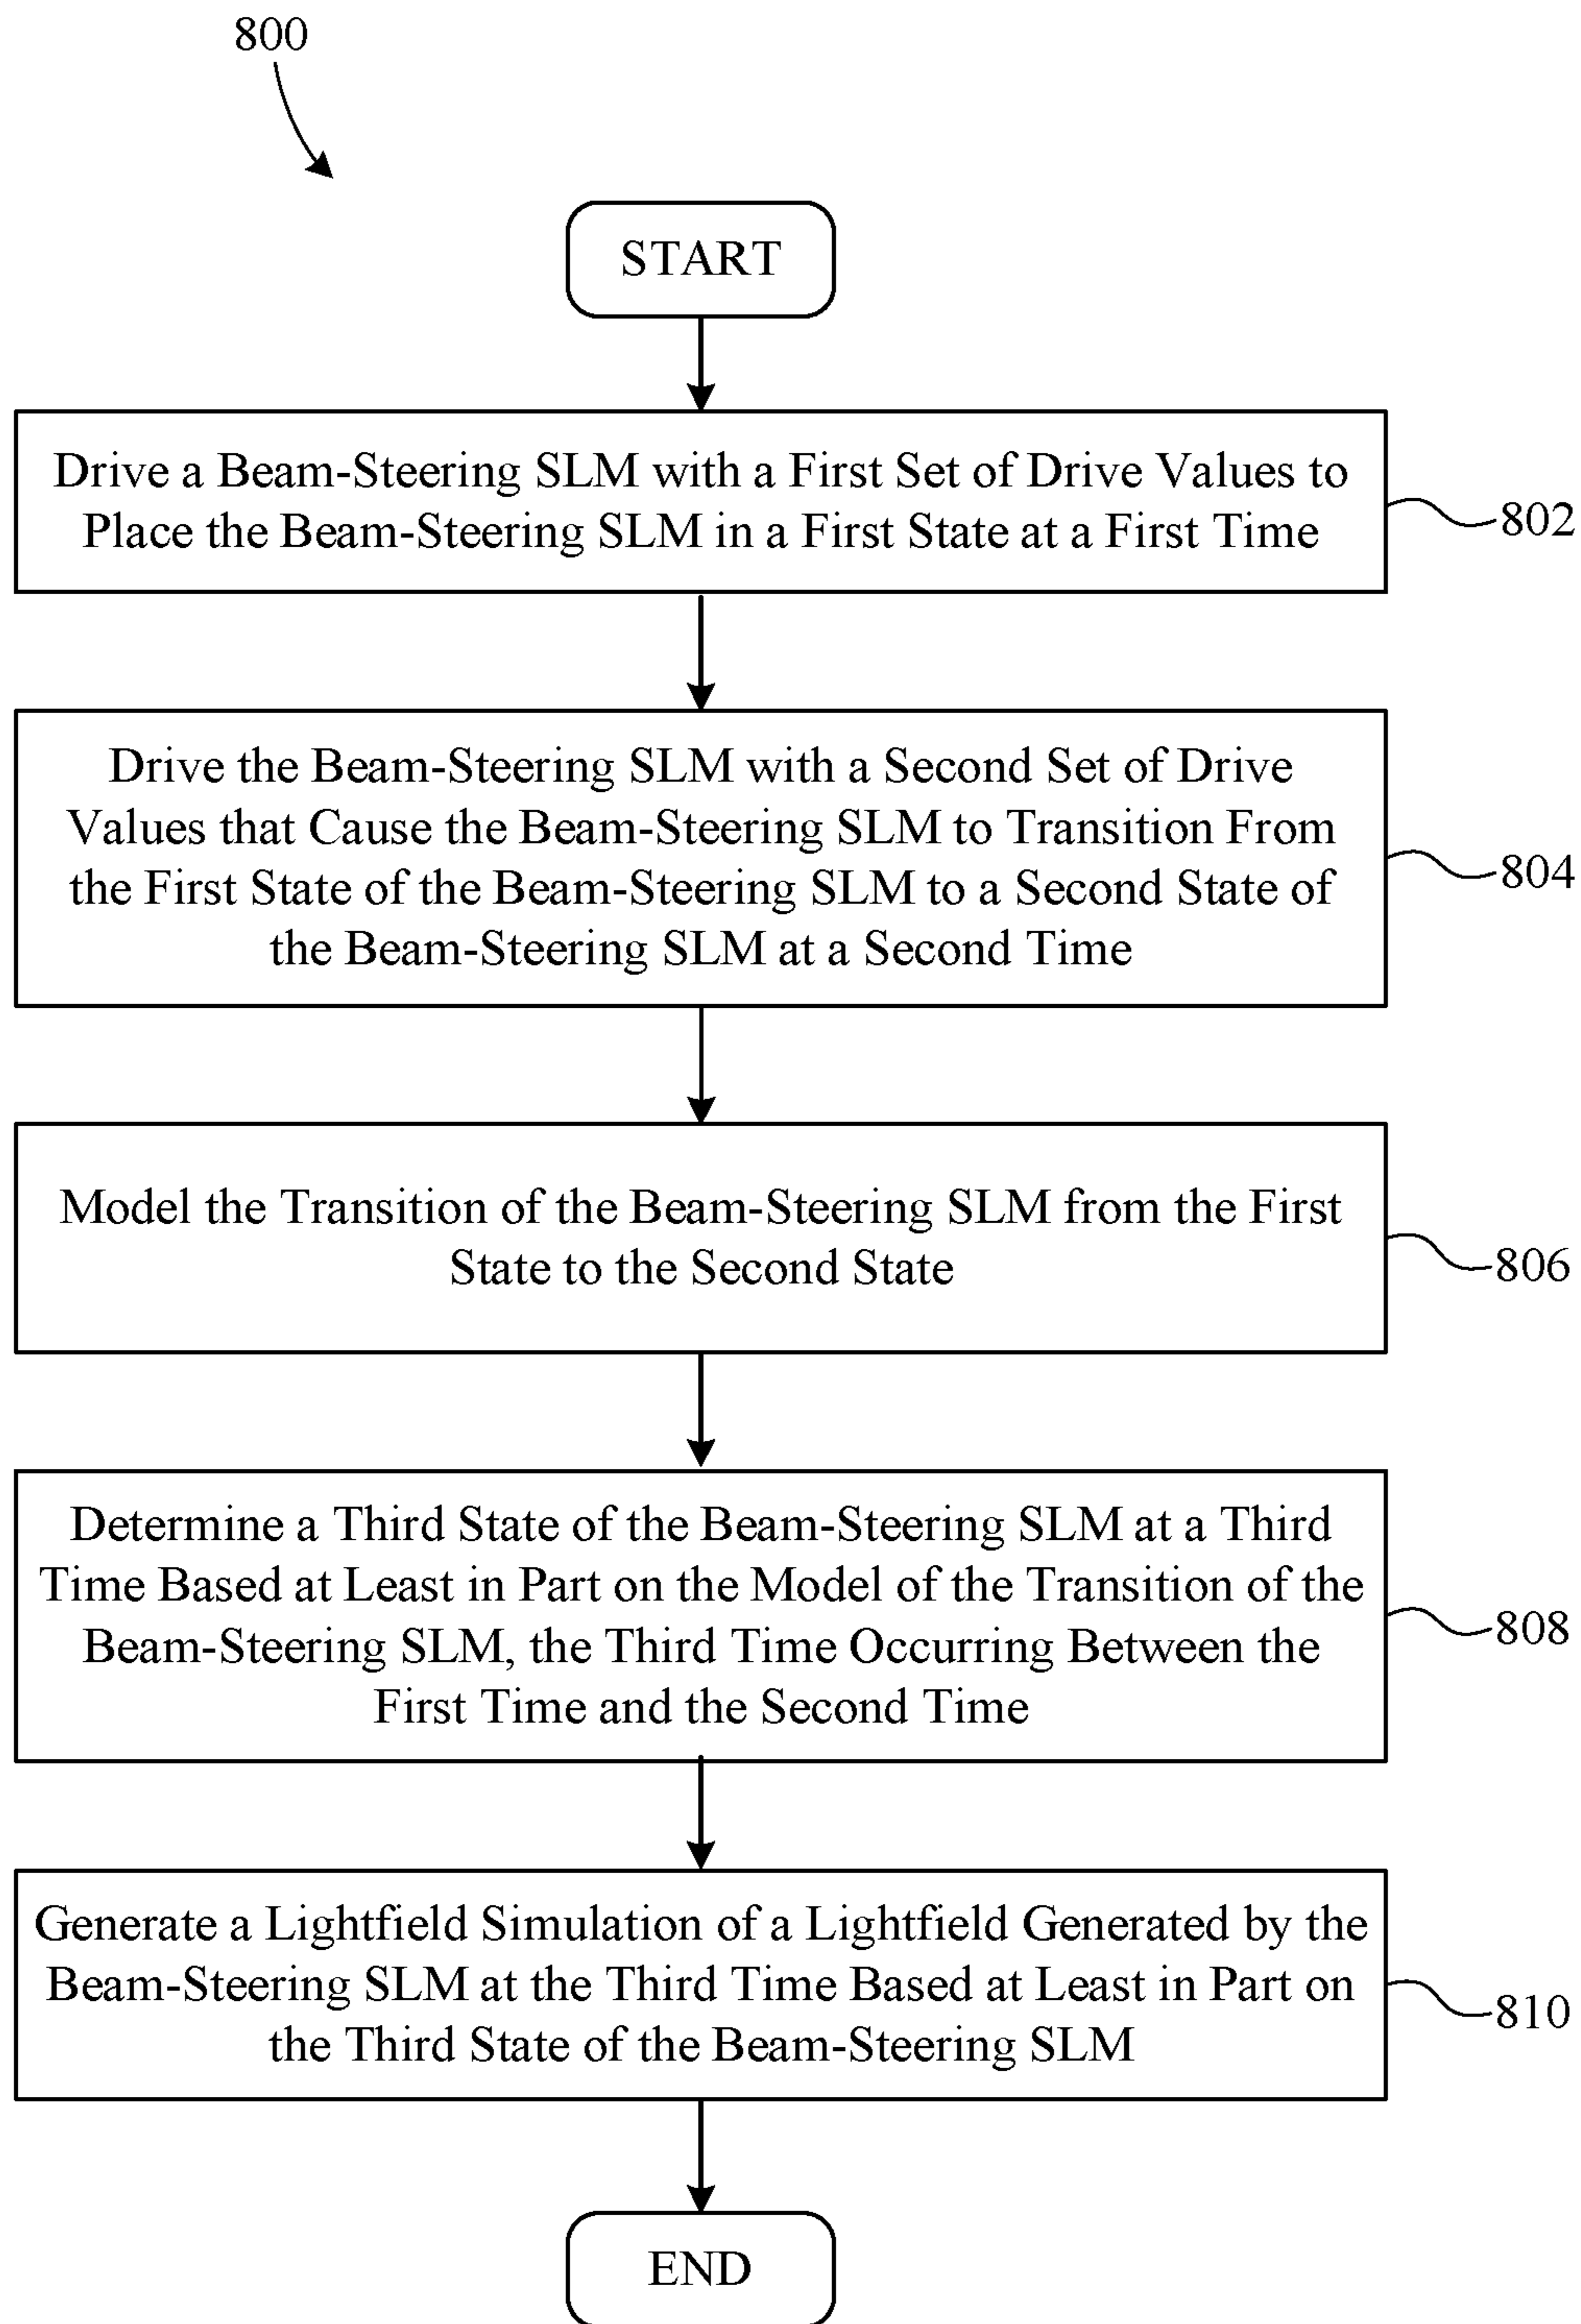 800
START
Drive a Beam-Steering SLM with a First Set of Drive Values to
Place the Beam-Steering SLM in a First State at a First Time
802
Drive the Beam-Steering SLM with a Second Set of Drive
Values that Cause the Beam-Steering SLM to Transition From
the First State of the Beam-Steering SLM to a Second State of
the Beam-Steering SLM at a Second Time
804
Model the Transition of the Beam-Steering SLM from the First
State to the Second State
806
Determine a Third State of the Beam-Steering SLM at a Third
Time Based at Least in Part on the Model of the Transition of the
Beam-Steering SLM, the Third Time Occurring Between the
First Time and the Second Time
808
Generate a Lightfield Simulation of a Lightfield Generated by the
Beam-Steering SLM at the Third Time Based at Least in Part on
the Third State of the Beam-Steering SLM
810
END